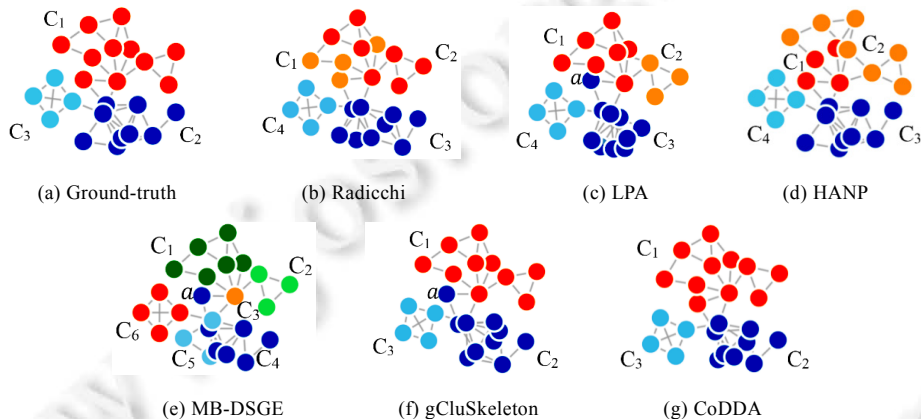 C1
C3
C2
(a) Ground-truth
C1
C2
C4
C3
(b) Radicchi
C1
C2
a
C4
C3
(c) LPA
C2
C1
C4
C3
(d) HANP
C1
C2
a
C3
C6
C5
C4
(e) MB-DSGE
C1
a
C3
C2
(f) gCluSkeleton
C1
C3
C2
(g) CoDDA